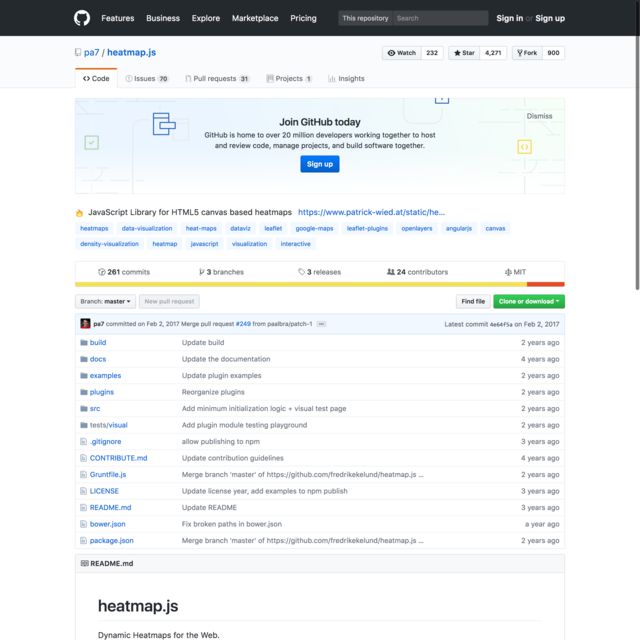 Features Business Explore Marketplace Pricing This repository Search Sign in or Sign up
pa7 / heatmap.js Watch 232 Star 4,271 Fork 900
Code Issues 70 Pull requests 31 Projects 1 Insights
Dismiss
Join GitHub today
GitHub is home to over 20 million developers working together to host
and review code, manage projects, and build software together.
Sign up
JavaScript Library for HTML5 canvas based heatmaps https://www.patrick-wied.at/static/he...
heatmaps data-visualization heat-maps dataviz leaflet google-maps leaflet-plugins openlayers angularjs canvas
density-visualization heatmap javascript visualization interactive
261 commits 3 branches 3 releases 24 contributors MIT
Branch: master New pull request Find file Clone or download
pa7 committed on Feb 2, 2017 Merge pull request #249 from paalbra/patch-1 Latest commit 4e64f5a on Feb 2, 2017
build Update build 2 years ago
docs Update the documentation 4 years ago
examples Update plugin examples 2 years ago
plugins Reorganize plugins 2 years ago
src Add minimum initialization logic + visual test page 2 years ago
tests/visual Add plugin module testing playground 2 years ago
.gitignore allow publishing to npm 3 years ago
CONTRIBUTE.md Update contribution guidelines 4 years ago
Gruntfile.js Merge branch 'master' of https://github.com/fredrikekelund/heatmap.js ... 2 years ago
LICENSE Update license year, add examples to npm publish 3 years ago
README.md Update README 3 years ago
bower.json Fix broken paths in bower.json a year ago
package.json Merge branch 'master' of https://github.com/fredrikekelund/heatmap.js ... 2 years ago
README.md
heatmap.js
Dynamic Heatmaps for the Web.